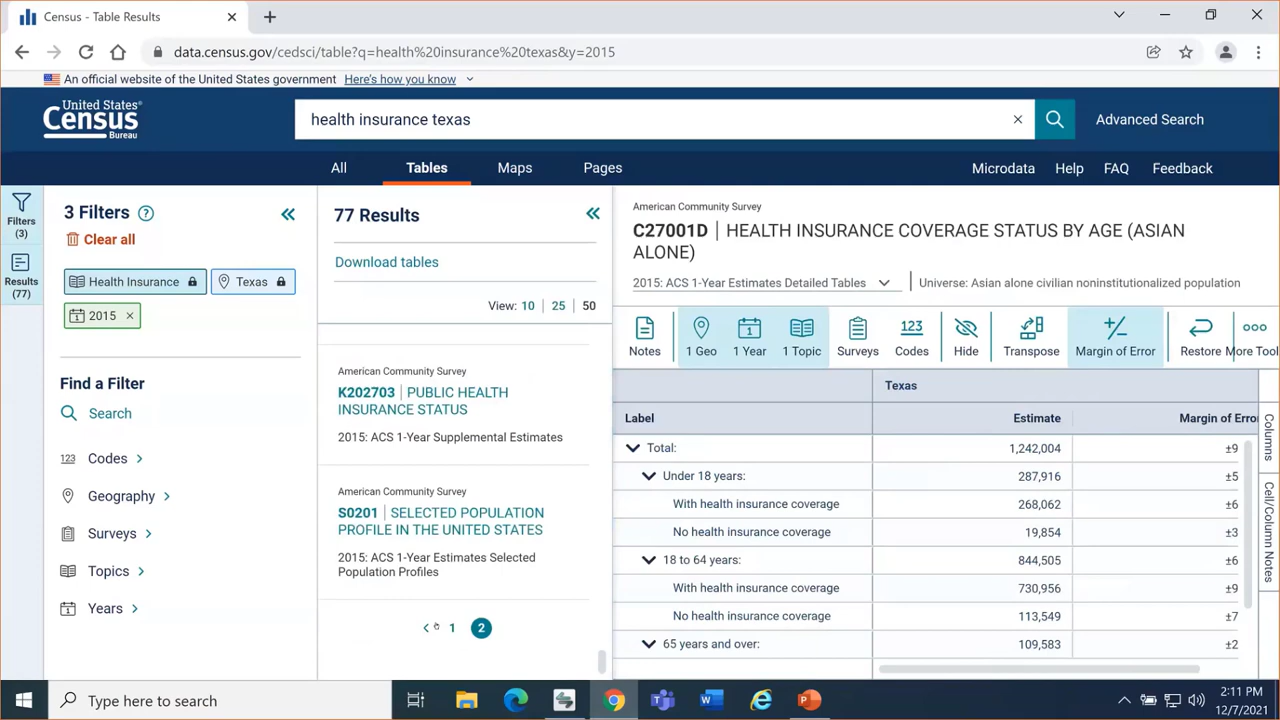 Census - Table Results
data.census.gov/cedsci/table?q=health%20insurance%20texas&y=2015
An official website of the United States government Here's how you know
United States
Census
Bureau
health insurance texas
Advanced Search
All Tables Maps Pages
Microdata Help FAQ Feedback
Filters
(3)
Results
(77)
3 Filters ?
Clear all
Health Insurance
Texas
2015
Find a Filter
Search
123 Codes
Geography
Surveys
Topics
Years
77 Results
Download tables
View: 10 25 50
American Community Survey
K202703 PUBLIC HEALTH
INSURANCE STATUS
2015: ACS 1-Year Supplemental Estimates
American Community Survey
S0201 SELECTED POPULATION
PROFILE IN THE UNITED STATES
2015: ACS 1-Year Estimates Selected
Population Profiles
1 2
American Community Survey
C27001D HEALTH INSURANCE COVERAGE STATUS BY AGE (ASIAN
ALONE)
2015: ACS 1-Year Estimates Detailed Tables
Universe: Asian alone civilian noninstitutionalized population
Notes 1 Geo 1 Year 1 Topic Surveys 123 Codes Hide Transpose Margin of Error Restore More Tool
Texas
Label Estimate Margin of Erro
Total: 1,242,004 ±9
Under 18 years: 287,916 ±5
With health insurance coverage 268,062 ±6
No health insurance coverage 19,854 ±3
18 to 64 years: 844,505 ±6
With health insurance coverage 730,956 ±9
No health insurance coverage 113,549 ±7
65 years and over: 109,583 ±2
Columns
Cell/Column Notes
Type here to search
2:11 PM
12/7/2021